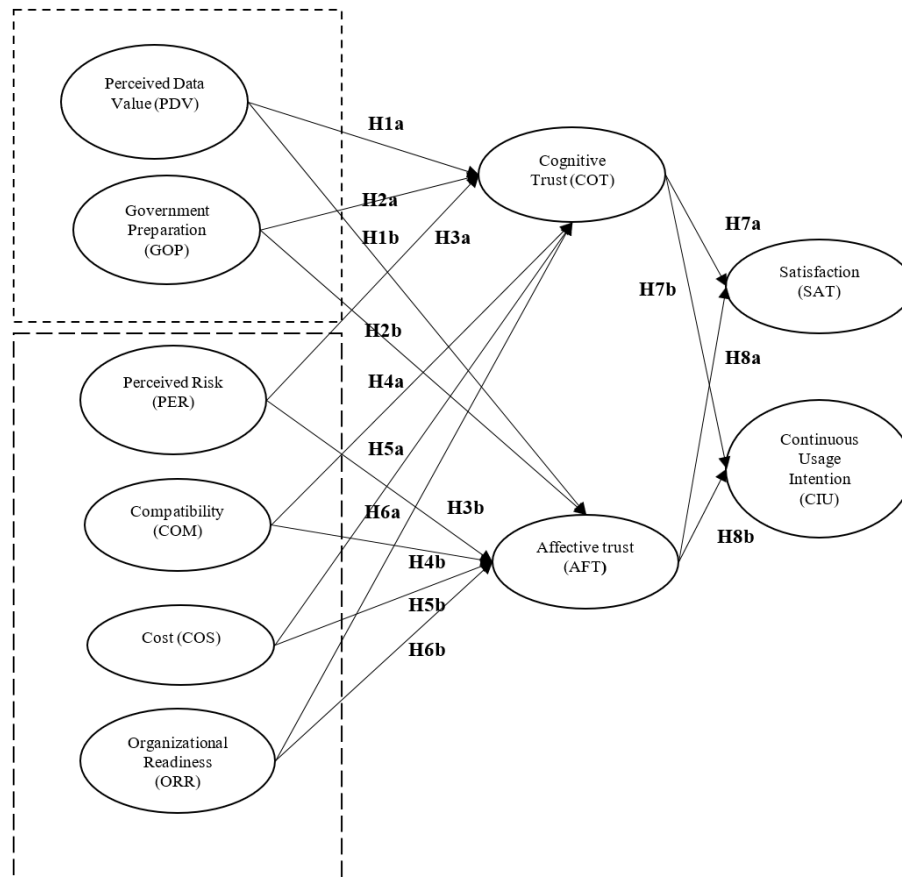 Perceived Data
Value (PDV)
Government
Preparation
(GOP)
Perceived Risk
(PER)
Compatibility
(COM)
Cost (COS)
Organizational
Readiness
(ORR)
H1a
H2a
H1b
H3a
H2b
H4a
H5a
H6a
H3b
H4b
H5b
H6b
Cognitive
Trust (COT)
Affective trust
(AFT)
H7a
H7b
H8a
H8b
Satisfaction
(SAT)
Continuous
Usage
Intention
(CIU)